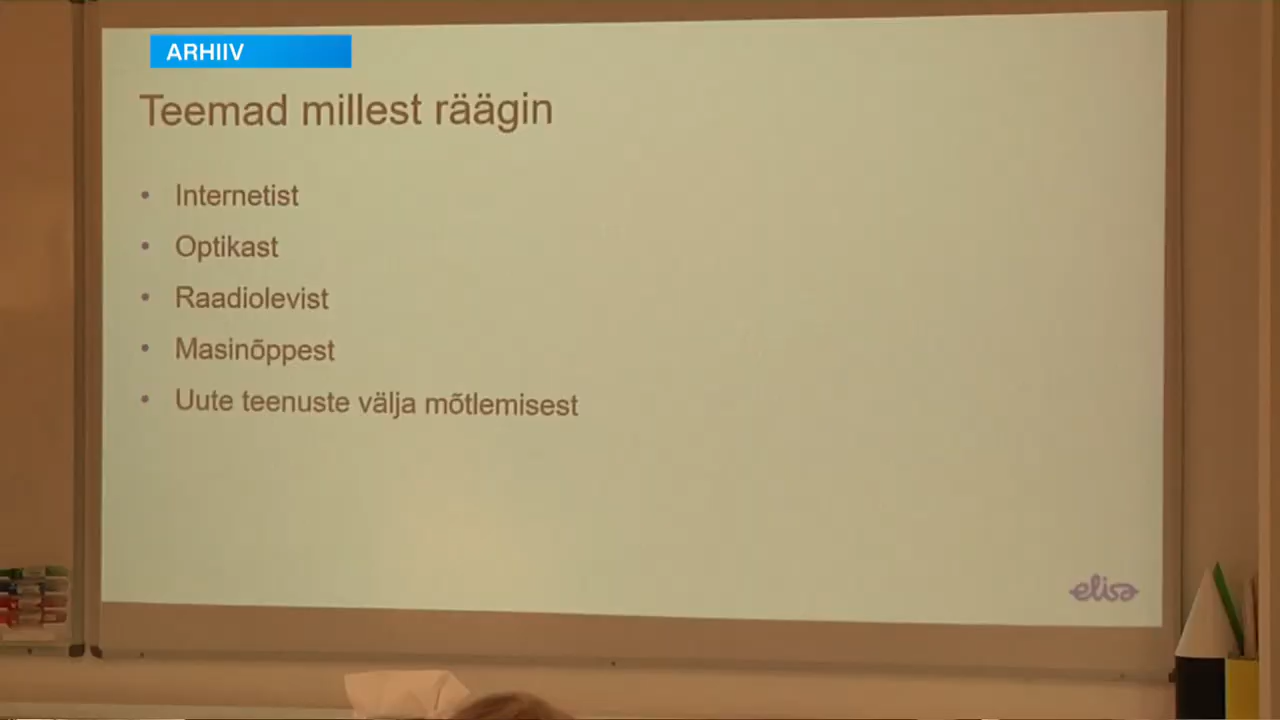 ARHIIV
Teemad millest räägin
• Internetist
• Optikast
• Raadiolevist
• Masinõppest
• Uute teenuste välja mõtlemisest
elisa